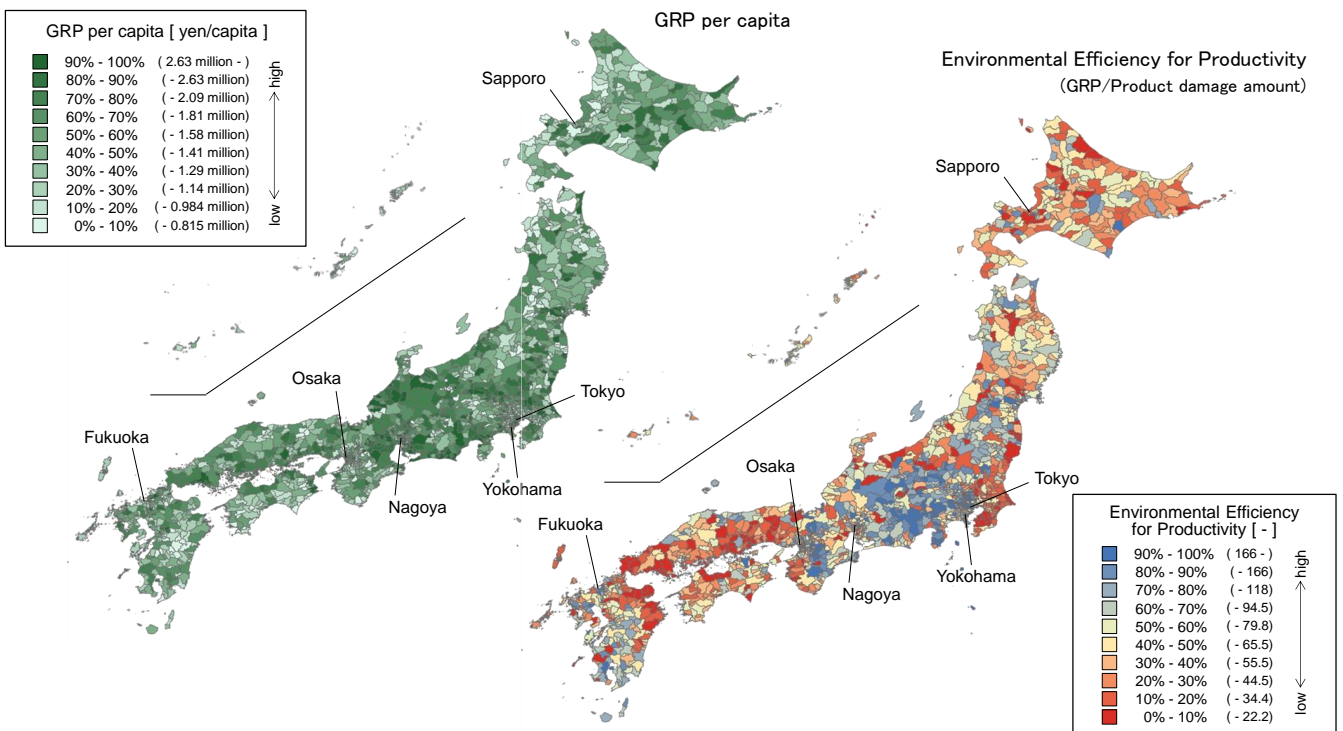 GRP per capita [ yen/capita ]
90% - 100% ( 2.63 million - )
80% - 90% ( - 2.63 million)
70% - 80% ( - 2.09 million)
60% - 70% ( - 1.81 million)
50% - 60% ( - 1.58 million)
40% - 50% ( - 1.41 million)
30% - 40% ( - 1.29 million)
20% - 30% ( - 1.14 million)
10% - 20% ( - 0.984 million)
0% - 10% ( - 0.815 million)
high
low
GRP per capita
Sapporo
Osaka
Tokyo
Fukuoka
Nagoya
Yokohama
Environmental Efficiency for Productivity
(GRP/Product damage amount)
Sapporo
Osaka
Tokyo
Fukuoka
Nagoya
Yokohama
Environmental Efficiency
for Productivity [ - ]
90% - 100% (166 - )
80% - 90% ( - 166)
70% - 80% ( - 118)
60% - 70% ( - 94.5)
50% - 60% ( - 79.8)
40% - 50% ( - 65.5)
30% - 40% ( - 55.5)
20% - 30% ( - 44.5)
10% - 20% ( - 34.4)
0% - 10% ( - 22.2)
high
low